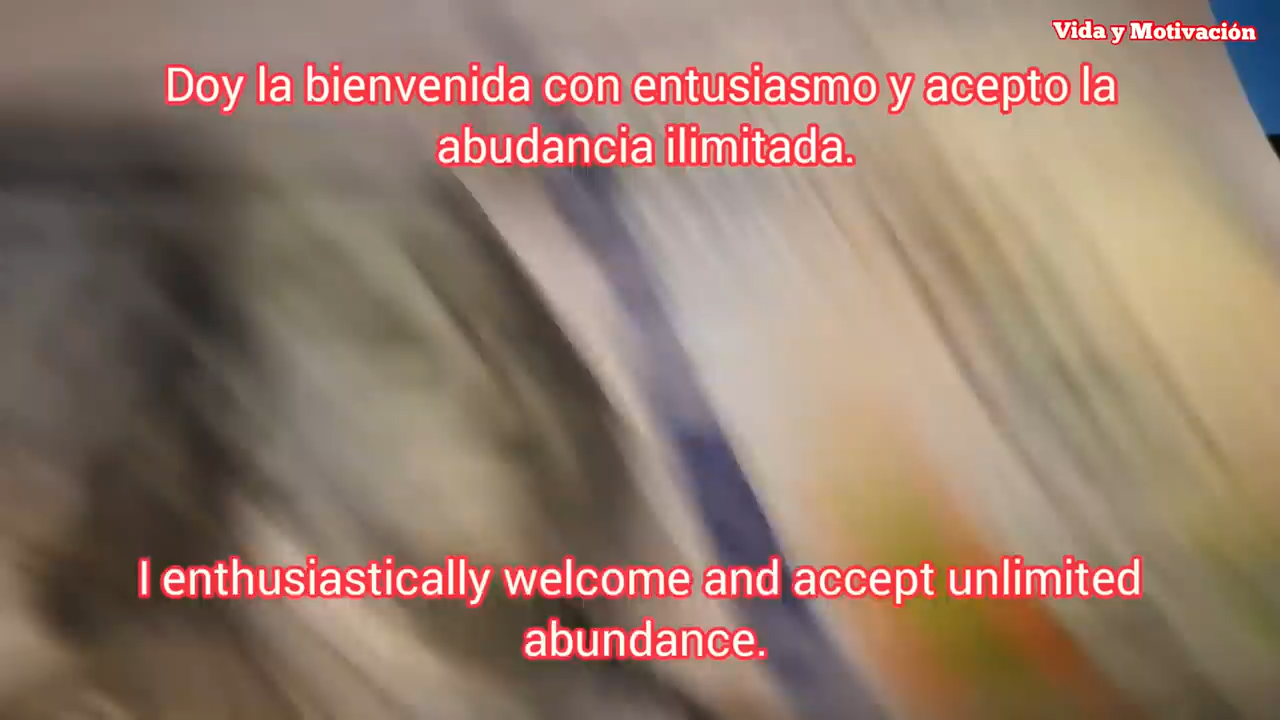 Vida y Motivación
Doy la bienvenida con entusiasmo y acepto la
abudancia ilimitada.
I enthusiastically welcome and accept unlimited
abundance.